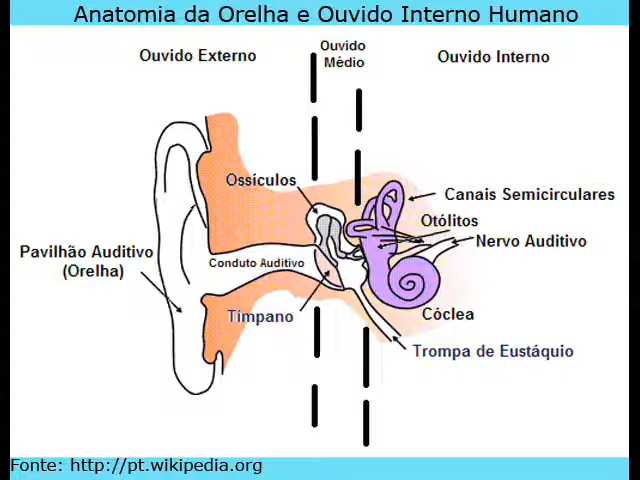 Anatomia da Orelha e Ouvido Interno Humano
Ouvido Externo
Ouvido
Médio
Ouvido Interno
Ossículos
Canais Semicirculares
Otólitos
Nervo Auditivo
Pavilhão Auditivo
(Orelha)
Conduto Auditivo
Tímpano
Cóclea
Trompa de Eustáquio
Fonte: http://pt.wikipedia.org